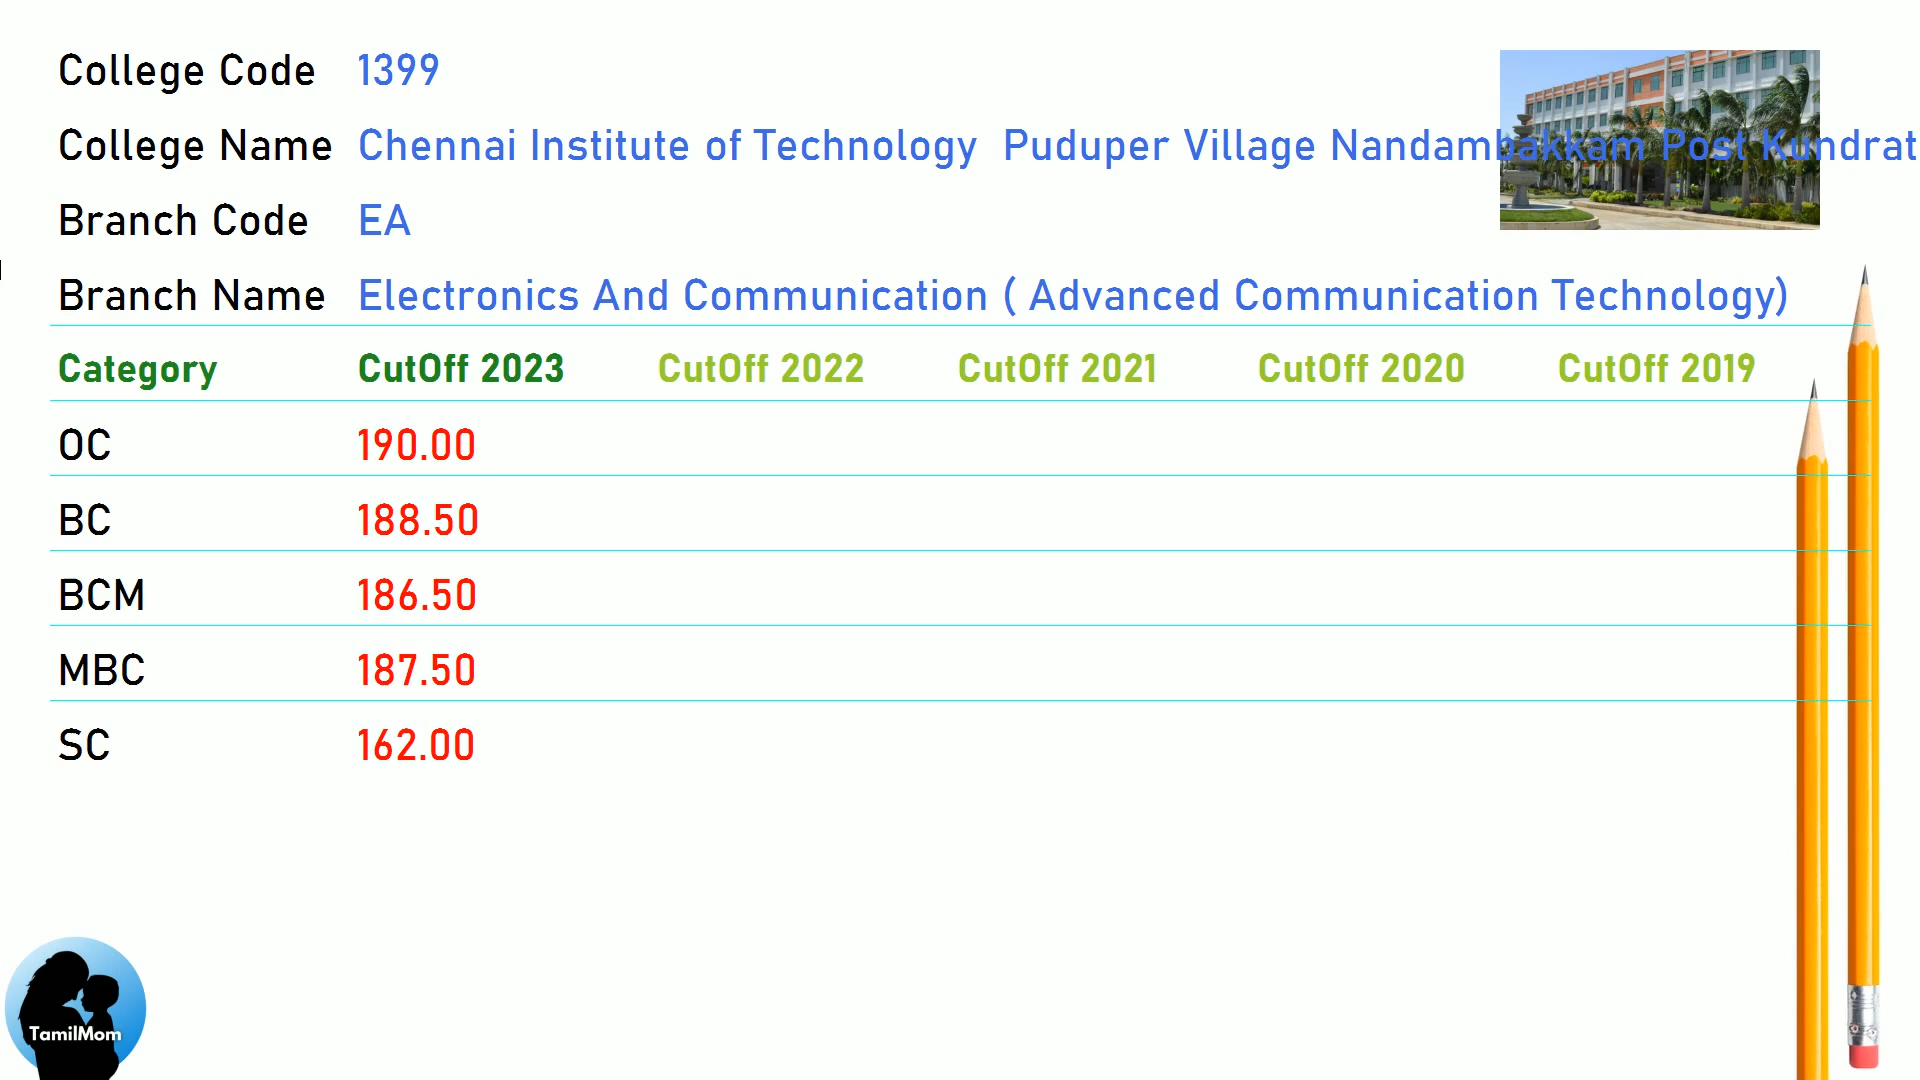 College Code 1399
College Name Chennai Institute of Technology Puduper Village Nandambakkam Post Kundrat
Branch Code EA
Branch Name Electronics And Communication ( Advanced Communication Technology)
Category CutOff 2023 CutOff 2022 CutOff 2021 CutOff 2020 CutOff 2019
OC 190.00
BC 188.50
BCM 186.50
MBC 187.50
SC 162.00
TamilMom